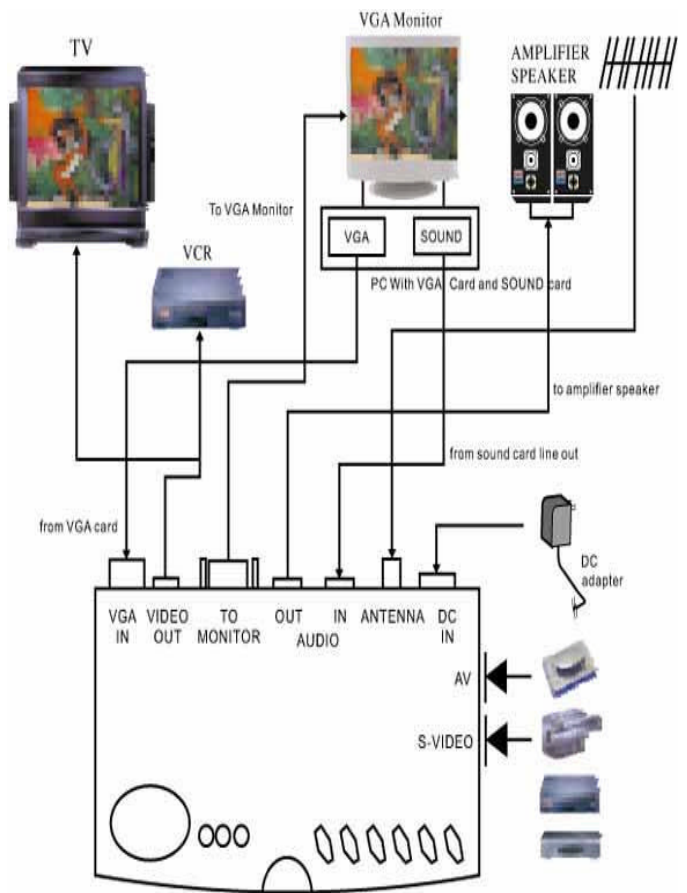 TV
VGA Monitor
AMPLIFIER
SPEAKER
To VGA Monitor
VGA
SOUND
VCR
PC With VGA Card and SOUND card
to amplifier speaker
from sound card line out
from VGA card
DC
adapter
VGA
IN
VIDEO
OUT
TO
MONITOR
OUT
IN
AUDIO
ANTENNA
DC
IN
AV
S-VIDEO